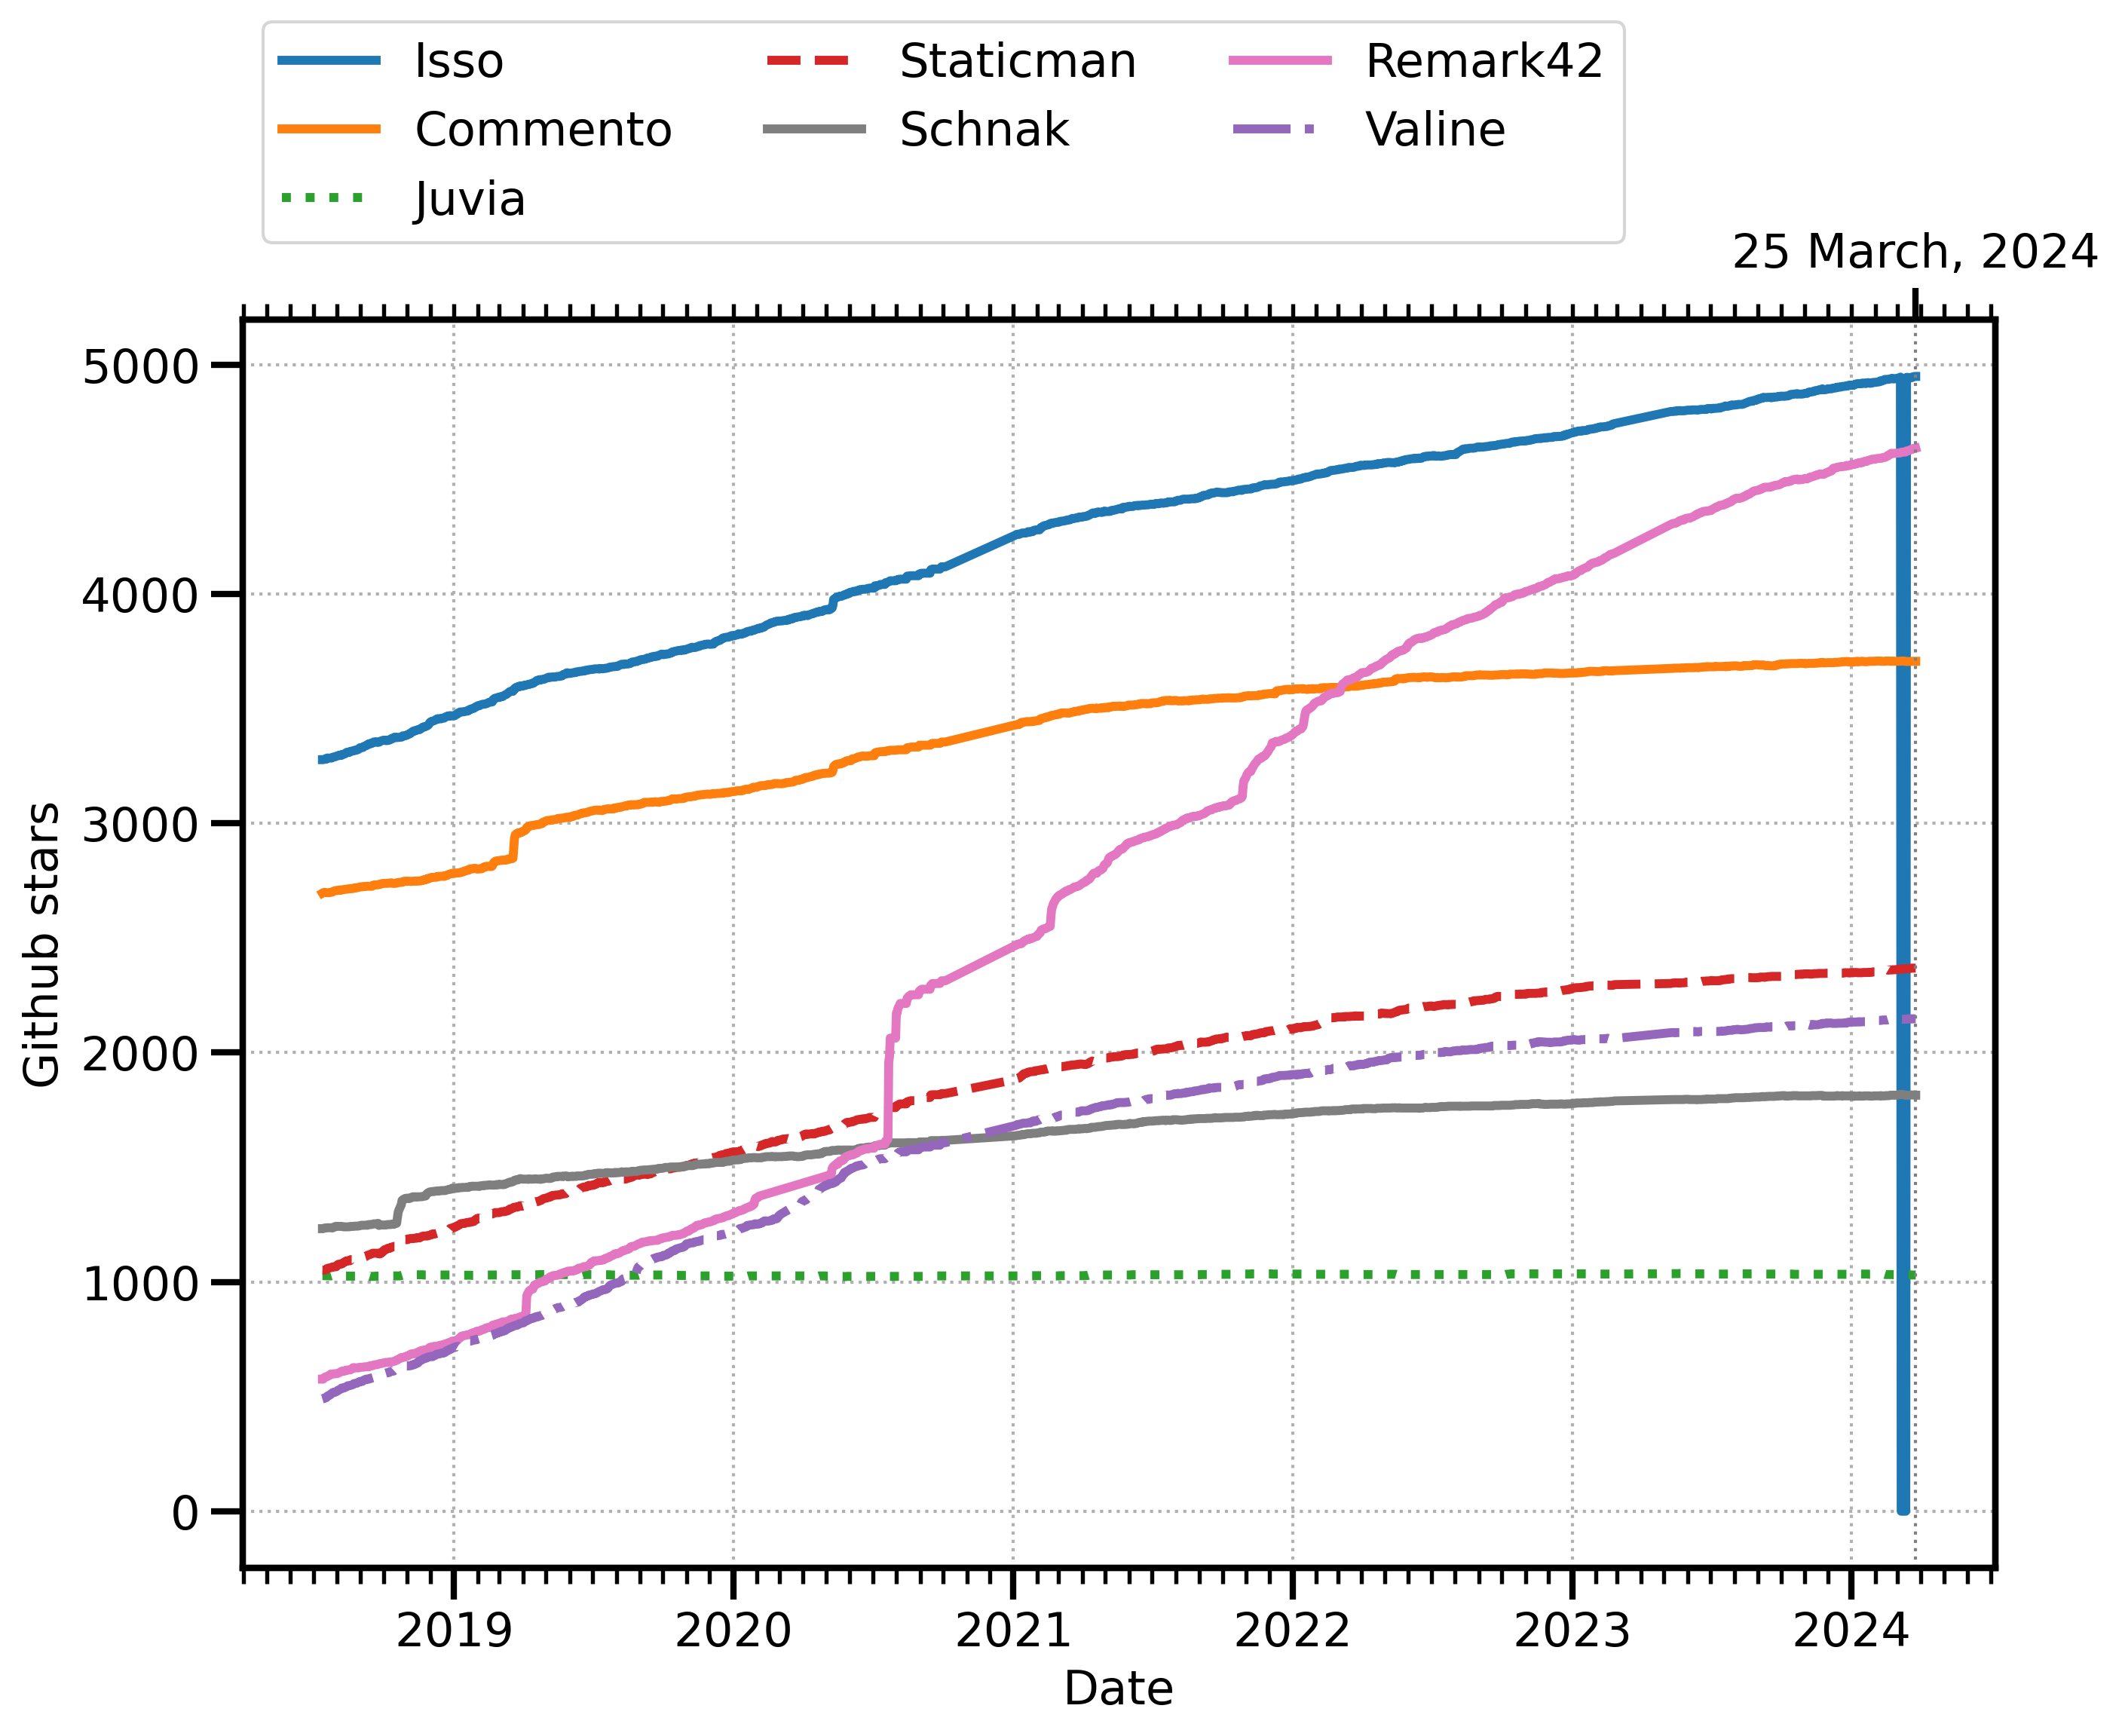 Isso
Commento
Juvia
Staticman
Schnak
Remark42
Valine
25 March, 2024
5000
4000
3000
2000
1000
0
Github stars
2019 2020 2021 2022 2023 2024
Date